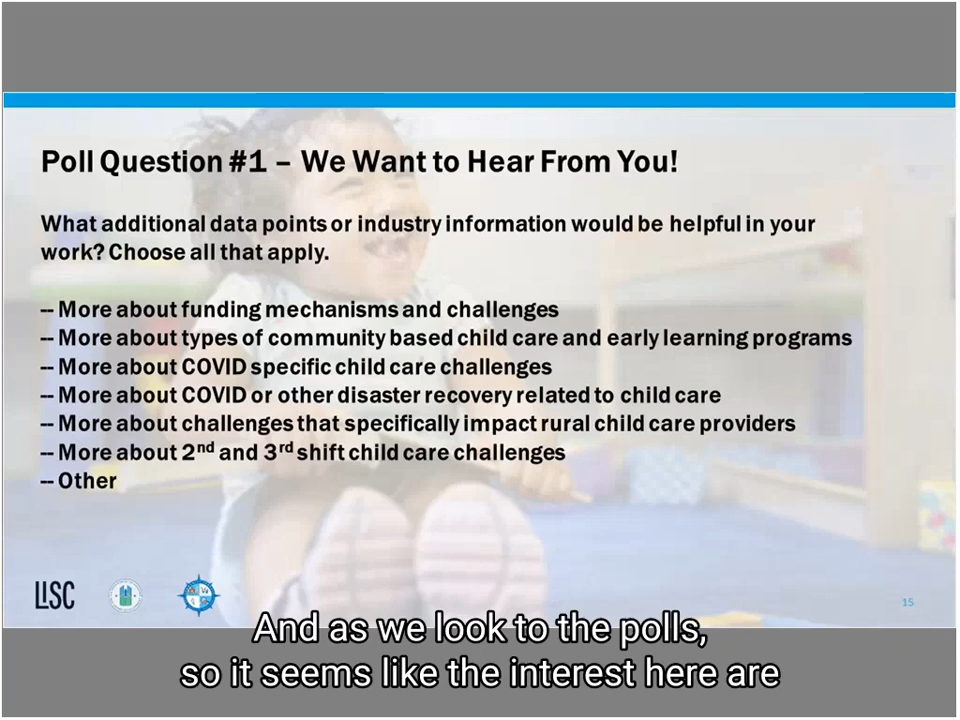 Poll Question #1 – We Want to Hear From You!
What additional data points or industry information would be helpful in your
work? Choose all that apply.
-- More about funding mechanisms and challenges
-- More about types of community based child care and early learning programs
-- More about COVID specific child care challenges
-- More about COVID or other disaster recovery related to child care
-- More about challenges that specifically impact rural child care providers
-- More about 2nd and 3rd shift child care challenges
-- Other
LISC
15
And as we look to the polls,
so it seems like the interest here are